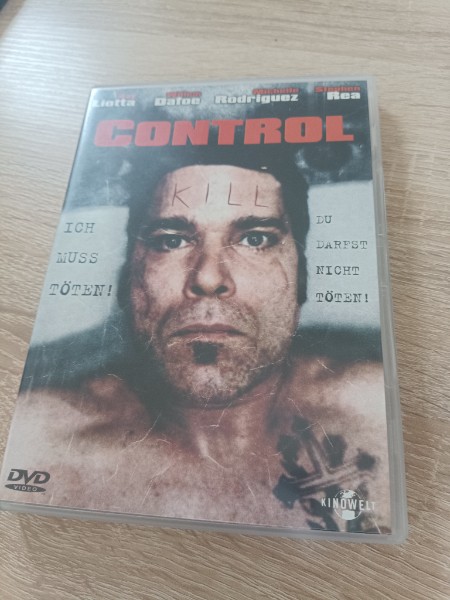 Liotta Dafoe Rodriguez Rea
CONTROL
KILL
ICH
MUSS
TÖTEN!
DU
DARFST
NICHT
TÖTEN!
DVD
VIDEO
KINOWELT